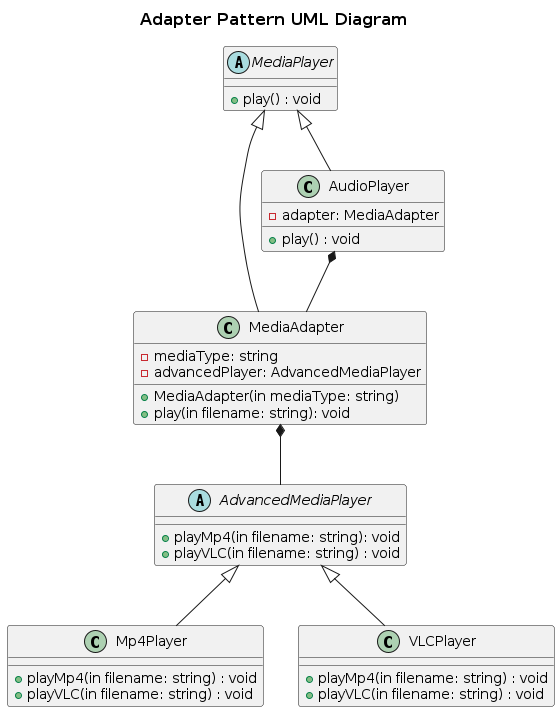 Adapter Pattern UML Diagram
A MediaPlayer
play() : void
C AudioPlayer
adapter: MediaAdapter
play() : void
C MediaAdapter
mediaType: string
advancedPlayer: AdvancedMediaPlayer
MediaAdapter(in mediaType: string)
play(in filename: string): void
A AdvancedMediaPlayer
playMp4(in filename: string): void
playVLC(in filename: string) : void
C Mp4Player
playMp4(in filename: string) : void
playVLC(in filename: string) : void
C VLCPlayer
playMp4(in filename: string) : void
playVLC(in filename: string) : void